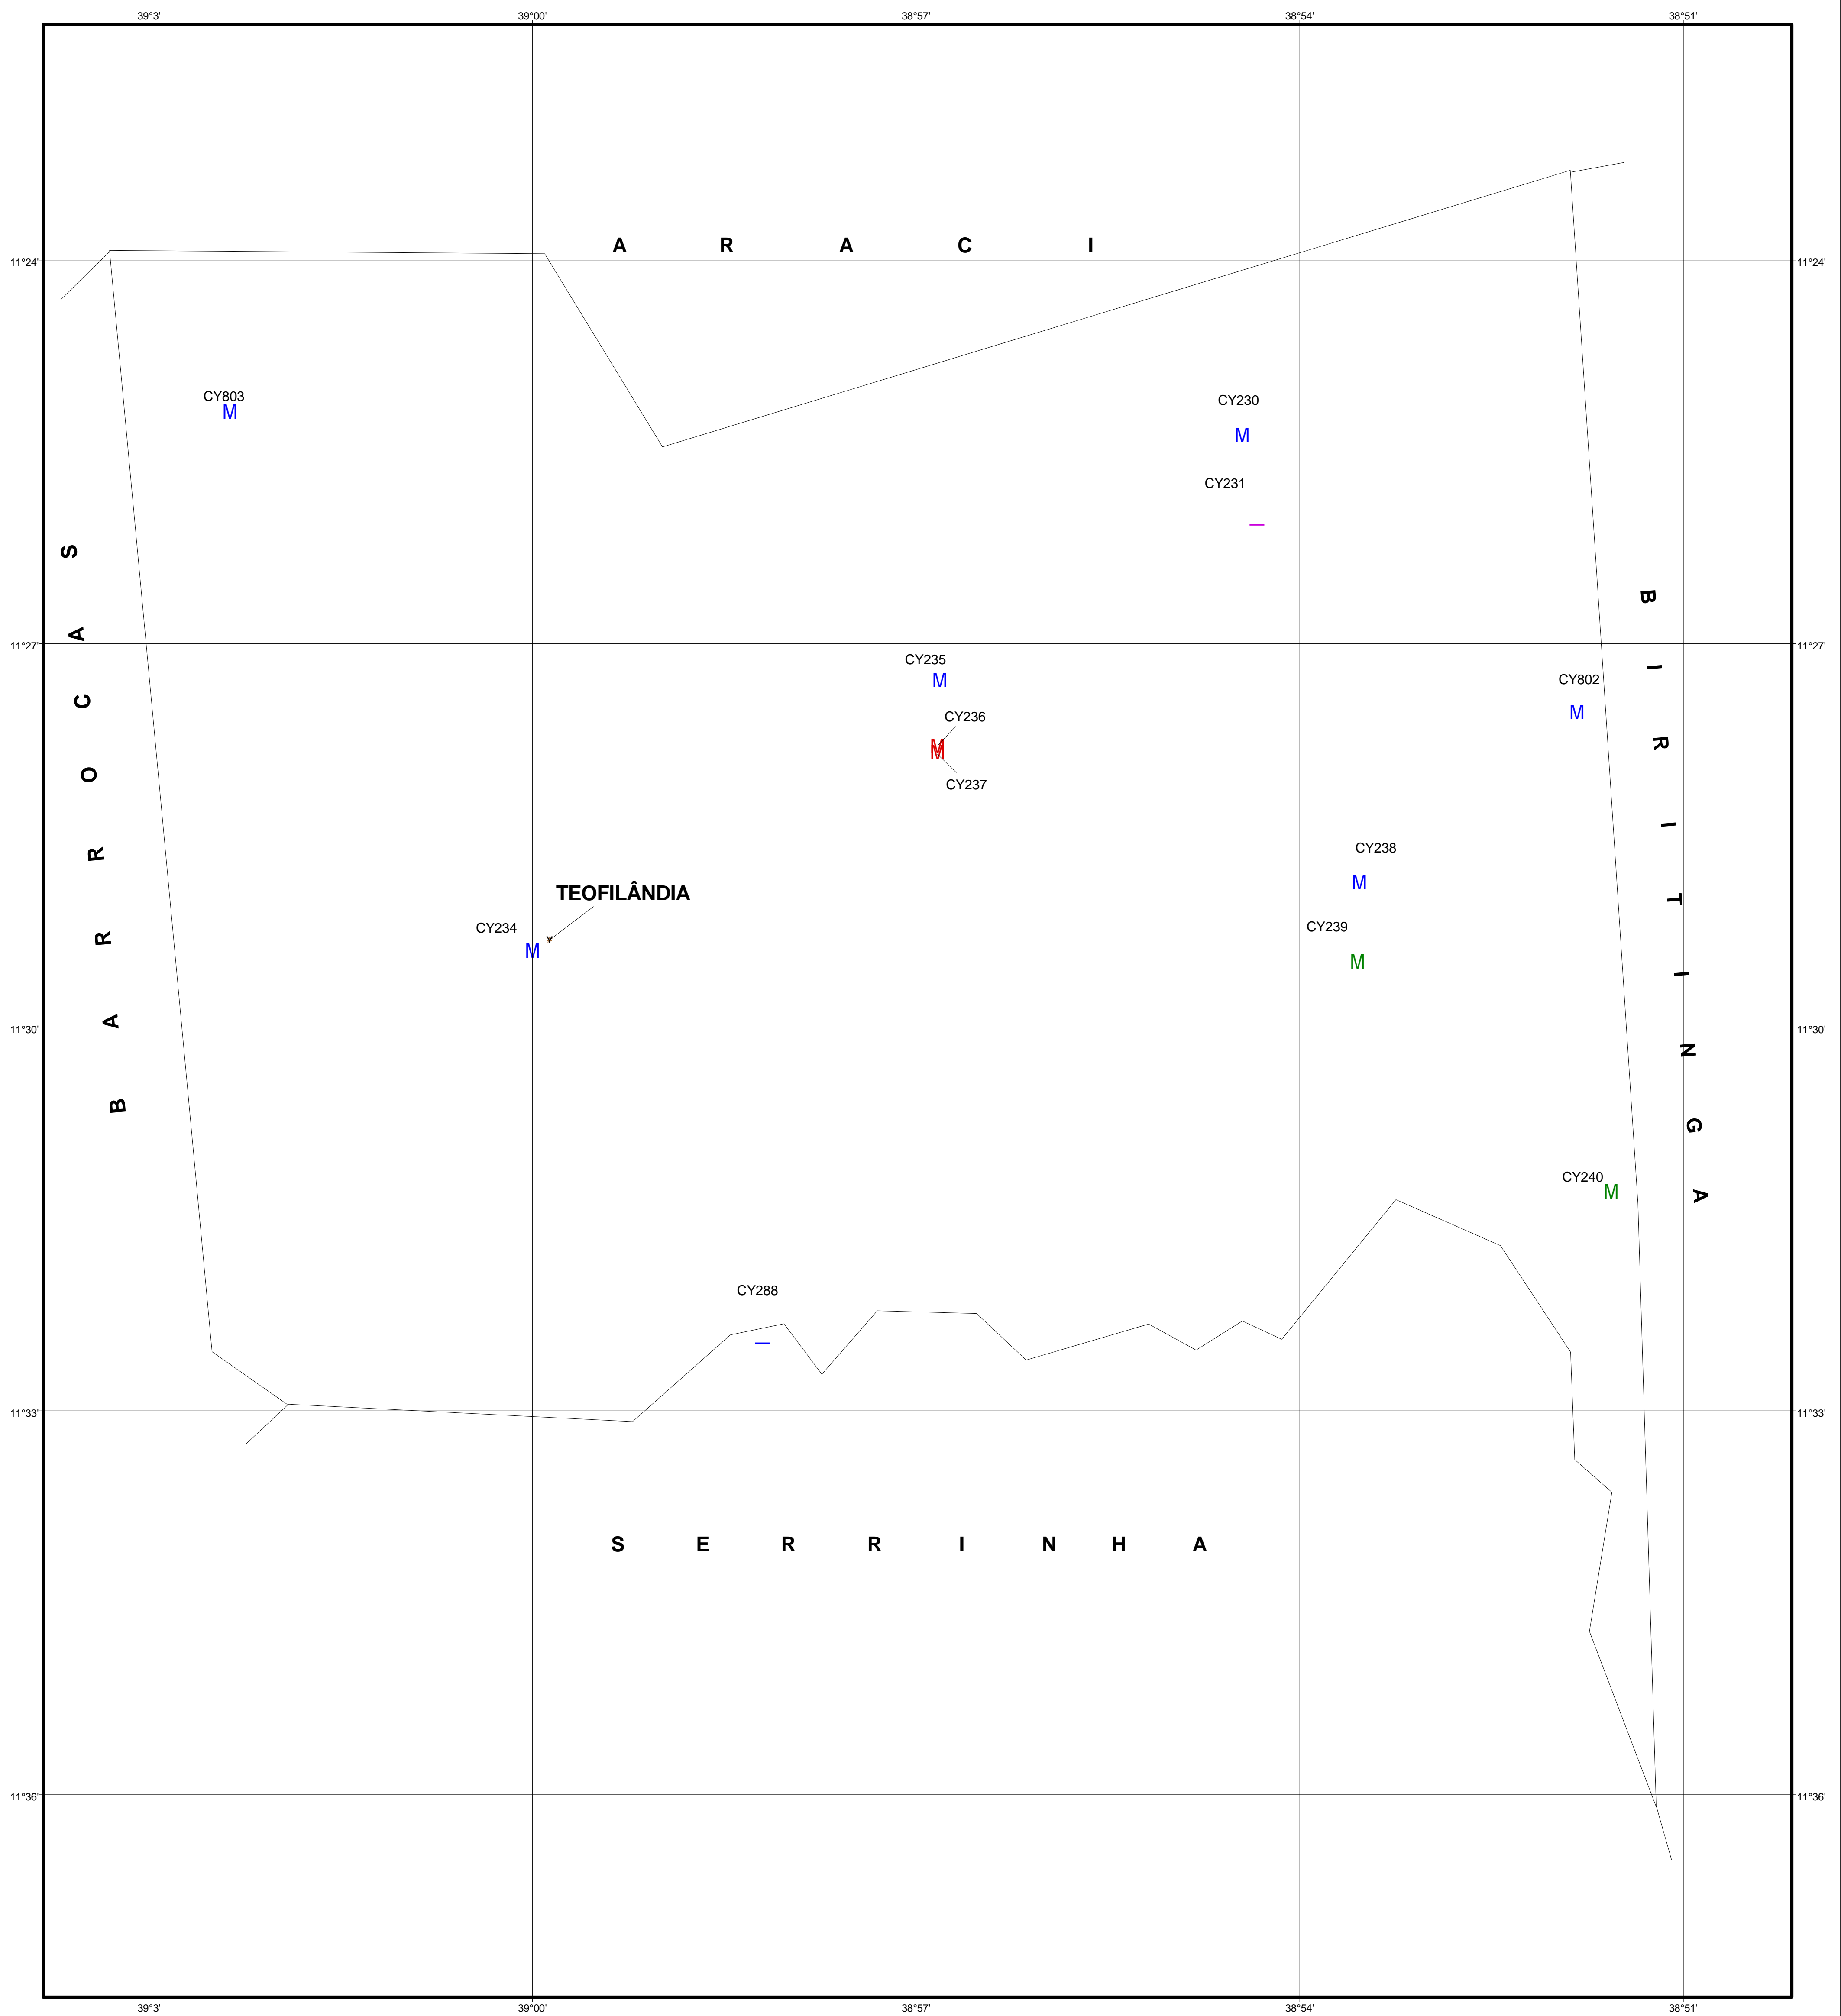 39°3' 39°00' 38°57' 38°54' 38°51'
A R A C I
11°24' 11°24'
CY803
M
CY230
M
CY231
B A R R O C A S
B I R I T I N G A
11°27' 11°27'
CY235
M
CY802
M
CY236
M
M
CY237
CY238
M
TEOFILÂNDIA
CY234
Y
M
CY239
M
11°30' 11°30'
CY240
M
CY288
11°33' 11°33'
S E R R I N H A
11°36' 11°36'
39°3' 39°00' 38°57' 38°54' 38°51'